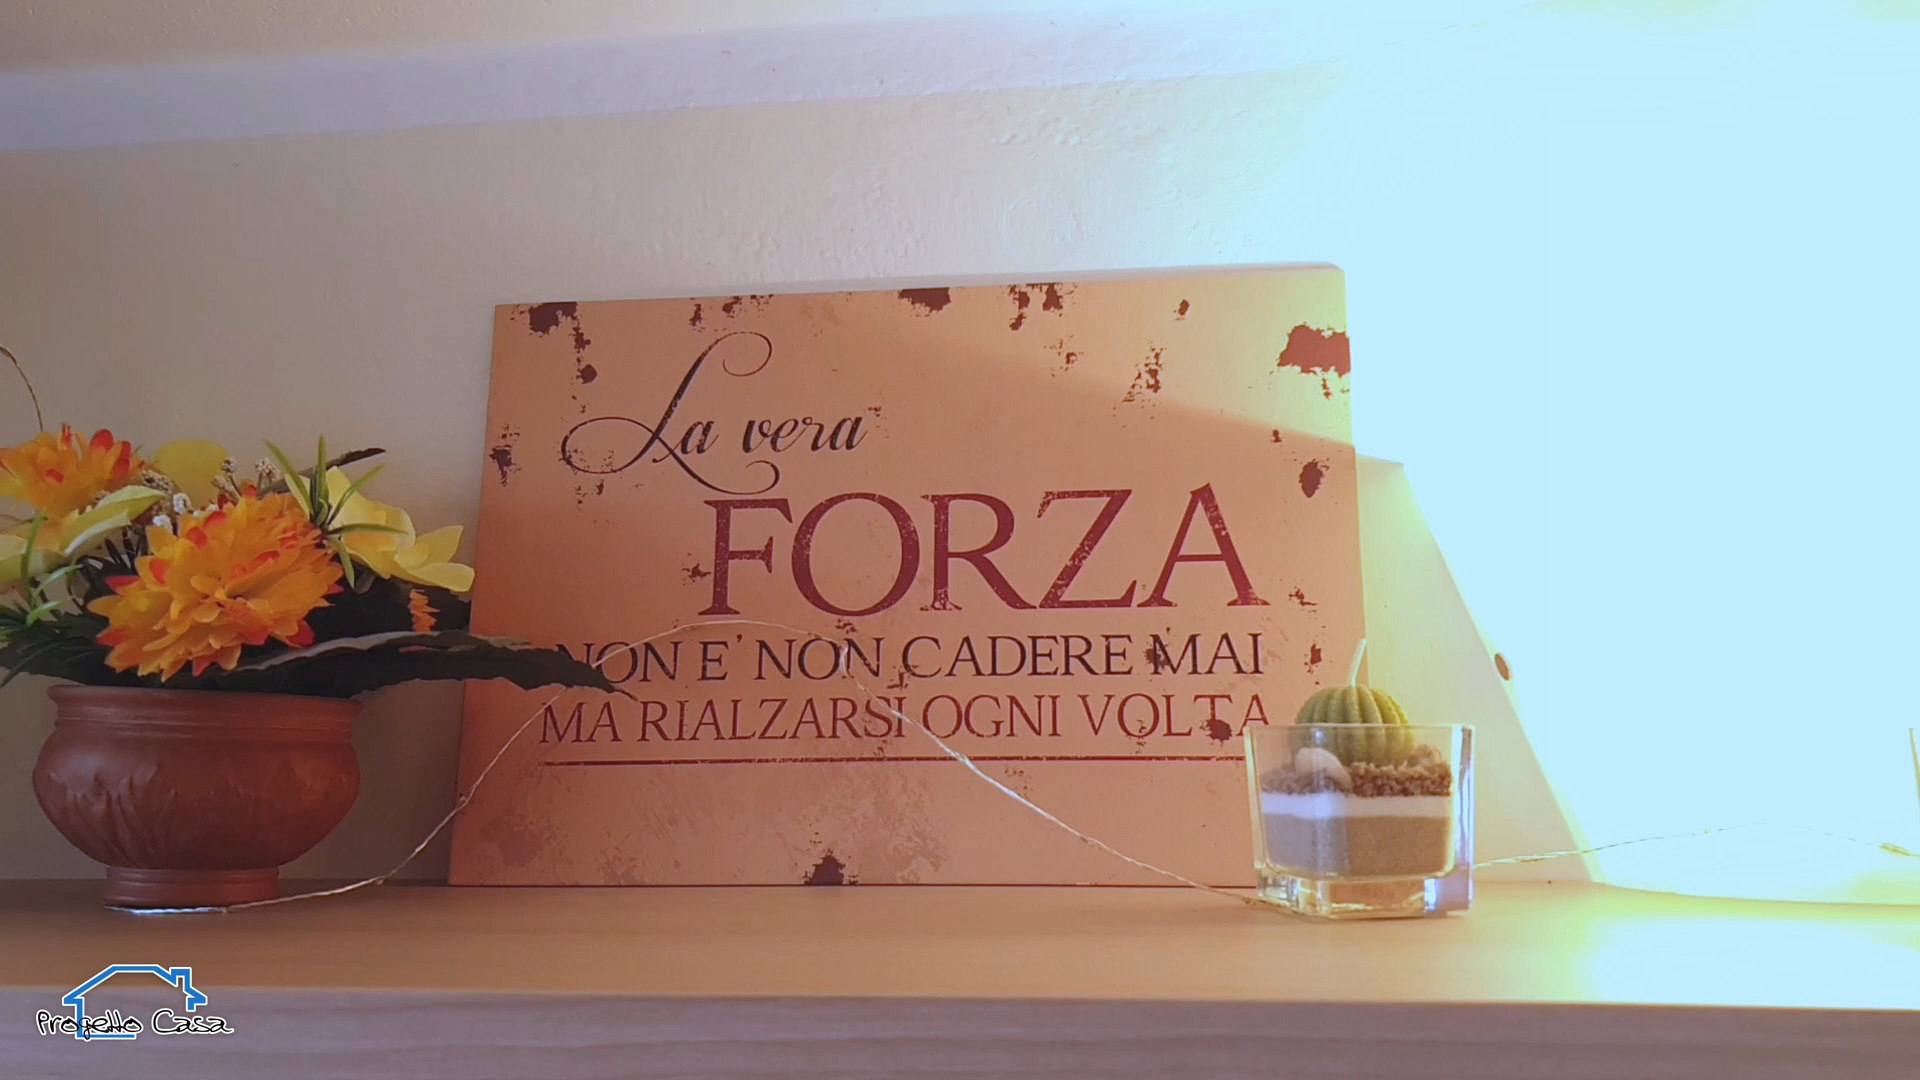 La vera
FORZA
NON E' NON CADERE MAI
MA RIALZARSI OGNI VOLTA
Progetto Casa